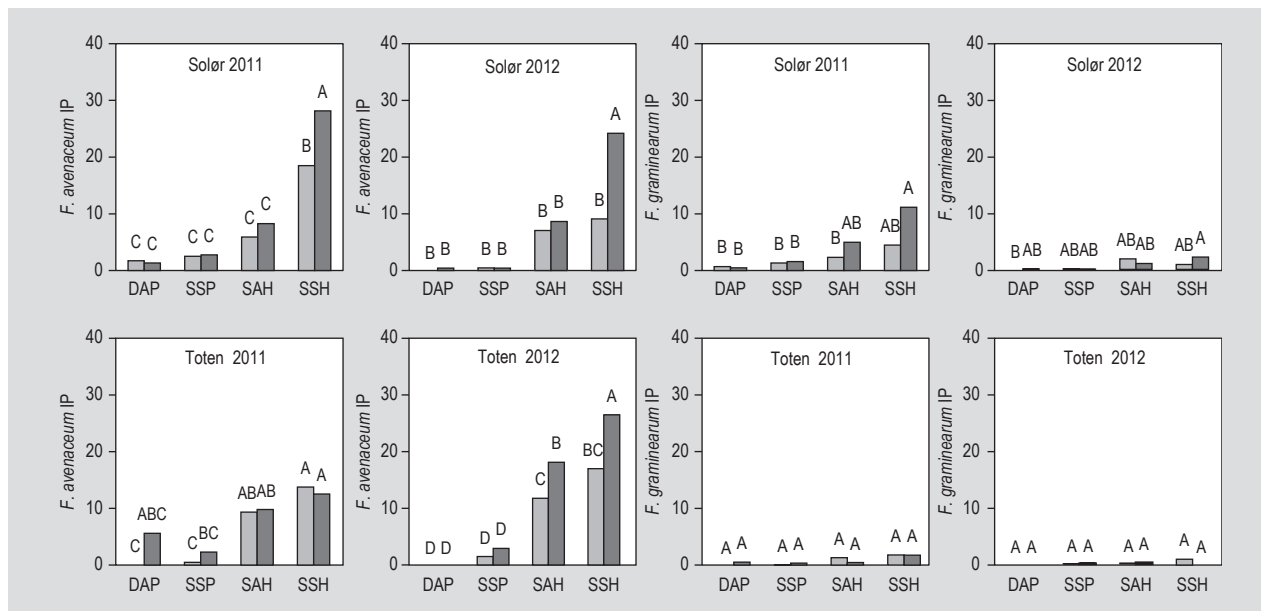 40
30
20
10
0
F. avenaceum IP
Solør 2011
C C
C C
C C
B A
DAP SSP SAH SSH
40
30
20
10
0
F. avenaceum IP
Solør 2012
B B
B B
B B
B A
DAP SSP SAH SSH
40
30
20
10
0
F. graminearum IP
Solør 2011
B B
B B
B AB
AB A
DAP SSP SAH SSH
40
30
20
10
0
F. graminearum IP
Solør 2012
B AB
ABAB
AB AB
AB A
DAP SSP SAH SSH
40
30
20
10
0
F. avenaceum IP
Toten 2011
C ABC
C BC
AB AB
A A
DAP SSP SAH SSH
40
30
20
10
0
F. avenaceum IP
Toten 2012
D D
D D
C B
BC A
DAP SSP SAH SSH
40
30
20
10
0
F. graminearum IP
Toten 2011
A A
A A
A A
A A
DAP SSP SAH SSH
40
30
20
10
0
F. graminearum IP
Toten 2012
A A
A A
A A
A A
DAP SSP SAH SSH